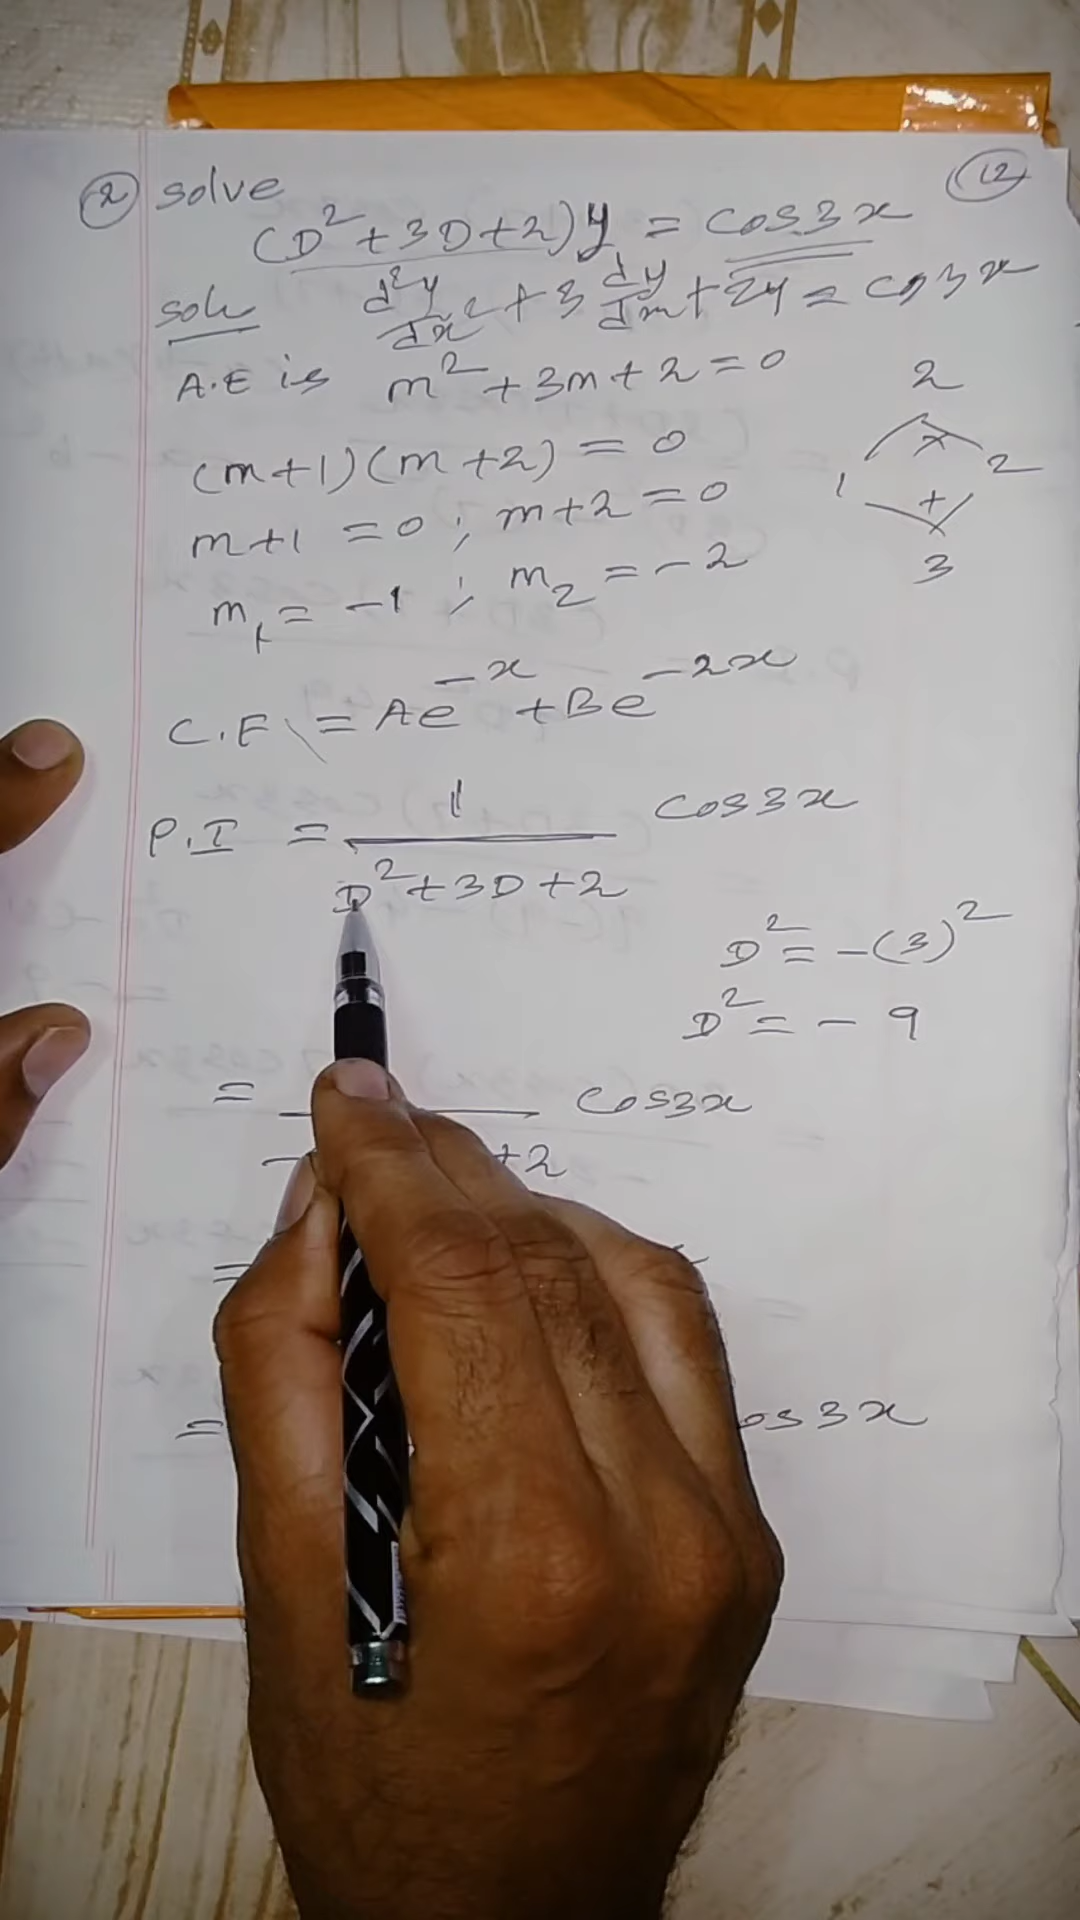 (2) solve (12)
(D² + 3D + 2) y = cos3x
soln d²y/dx² + 3 dy/dx + 2y = cos3x
A.E is m² + 3m + 2 = 0
2
(m+1)(m+2) = 0
× 1 2 +
m+1 = 0 ; m+2 = 0
3
m₁ = -1 ; m₂ = -2
C.F = Ae^-x + Be^-2x
P.I = 1/(D² + 3D + 2) cos3x
D² = -(3)²
D² = - 9
= cos3x
- +2
=
= os3x